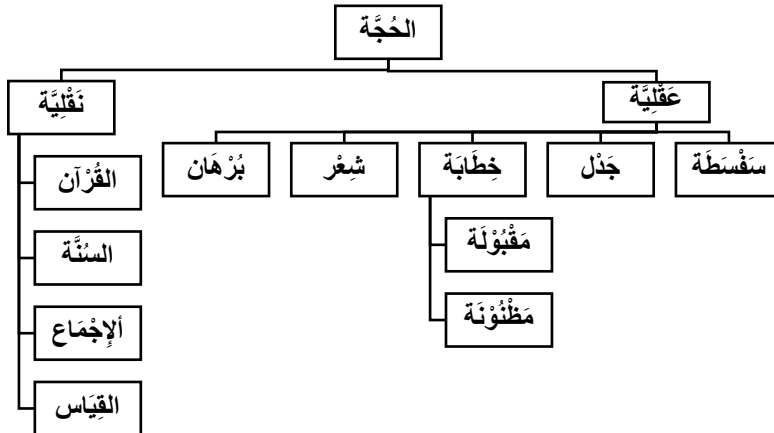 الحُجَّة
عَقْلِيَّة
نَقْلِيَّة
سَفْسَطَة
جَدْل
خِطَابَة
شِعْر
بُرْهَان
مَقْبُوْلَة
مَظْنُوْنَة
القُرْآن
السُنَّة
ألإِجْمَاع
القِيَاس